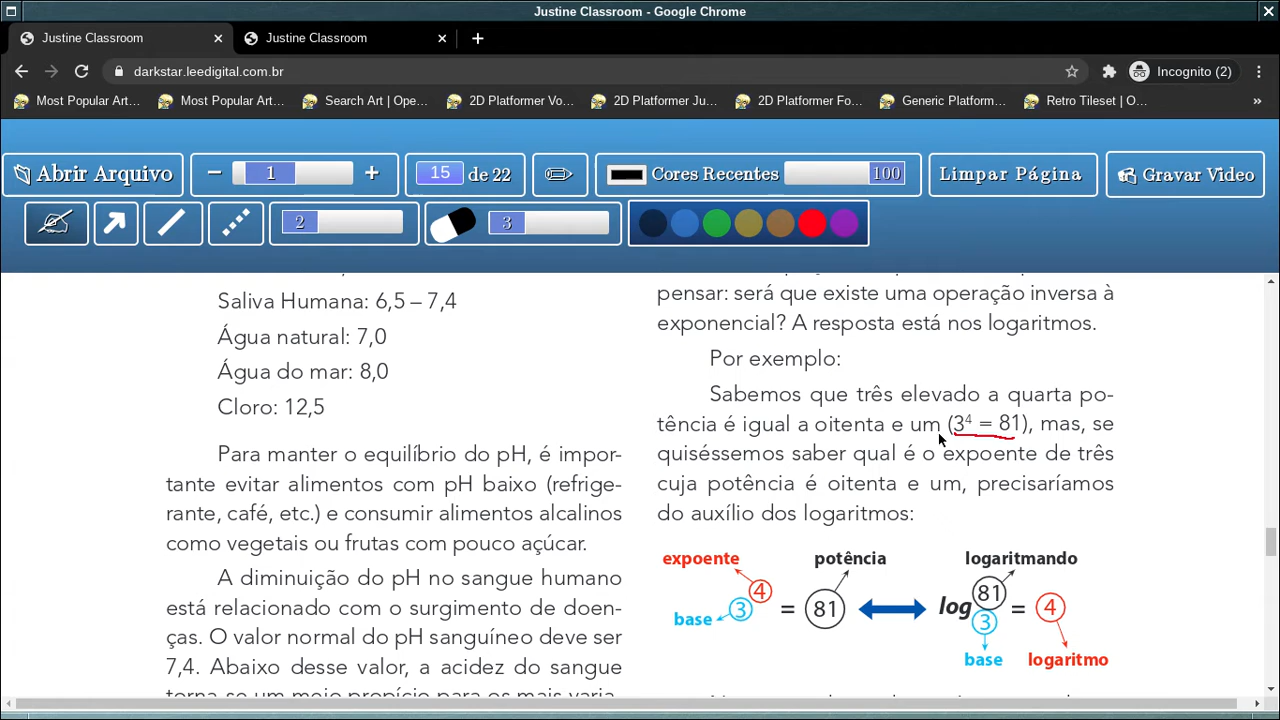 Justine Classroom - Google Chrome
Justine Classroom
Justine Classroom
darkstar.leedigital.com.br
Incognito (2)
Most Popular Art...
Most Popular Art...
Search Art | Ope...
2D Platformer Vo...
2D Platformer Ju...
2D Platformer Fo...
Generic Platform...
Retro Tileset | O...
»
Abrir Arquivo
− 1 +
15 de 22
Cores Recentes 100
Limpar Página
Gravar Video
2
3
Saliva Humana: 6,5 – 7,4
Água natural: 7,0
Água do mar: 8,0
Cloro: 12,5
Para manter o equilíbrio do pH, é impor-
tante evitar alimentos com pH baixo (refrige-
rante, café, etc.) e consumir alimentos alcalinos
como vegetais ou frutas com pouco açúcar.
A diminuição do pH no sangue humano
está relacionado com o surgimento de doen-
ças. O valor normal do pH sanguíneo deve ser
7,4. Abaixo desse valor, a acidez do sangue
torna-se um meio propício para os mais varia-
pensar: será que existe uma operação inversa à
exponencial? A resposta está nos logaritmos.
Por exemplo:
Sabemos que três elevado a quarta po-
tência é igual a oitenta e um (3⁴ = 81), mas, se
quiséssemos saber qual é o expoente de três
cuja potência é oitenta e um, precisaríamos
do auxílio dos logaritmos:
expoente
potência
logaritmando
4
81
base 3 = 81
log = 4
3
base
logaritmo